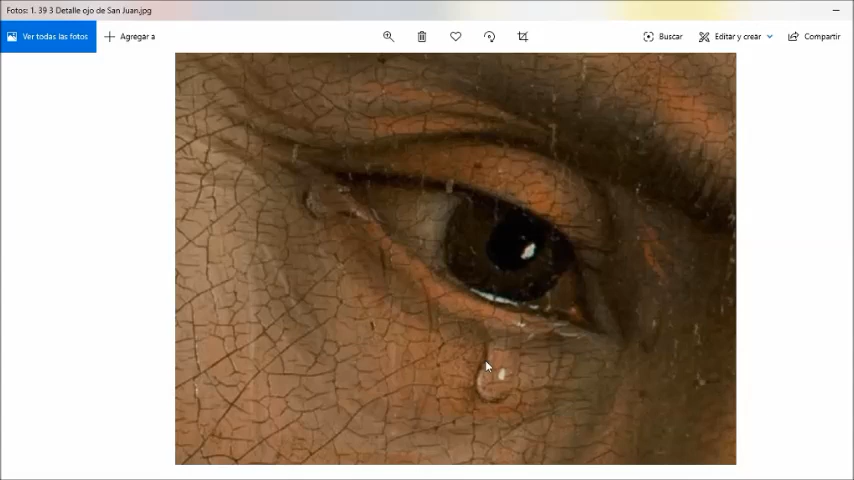 Fotos: 1. 39 3 Detalle ojo de San Juan.jpg
Ver todas las fotos
Agregar a
Buscar
Editar y crear
Compartir